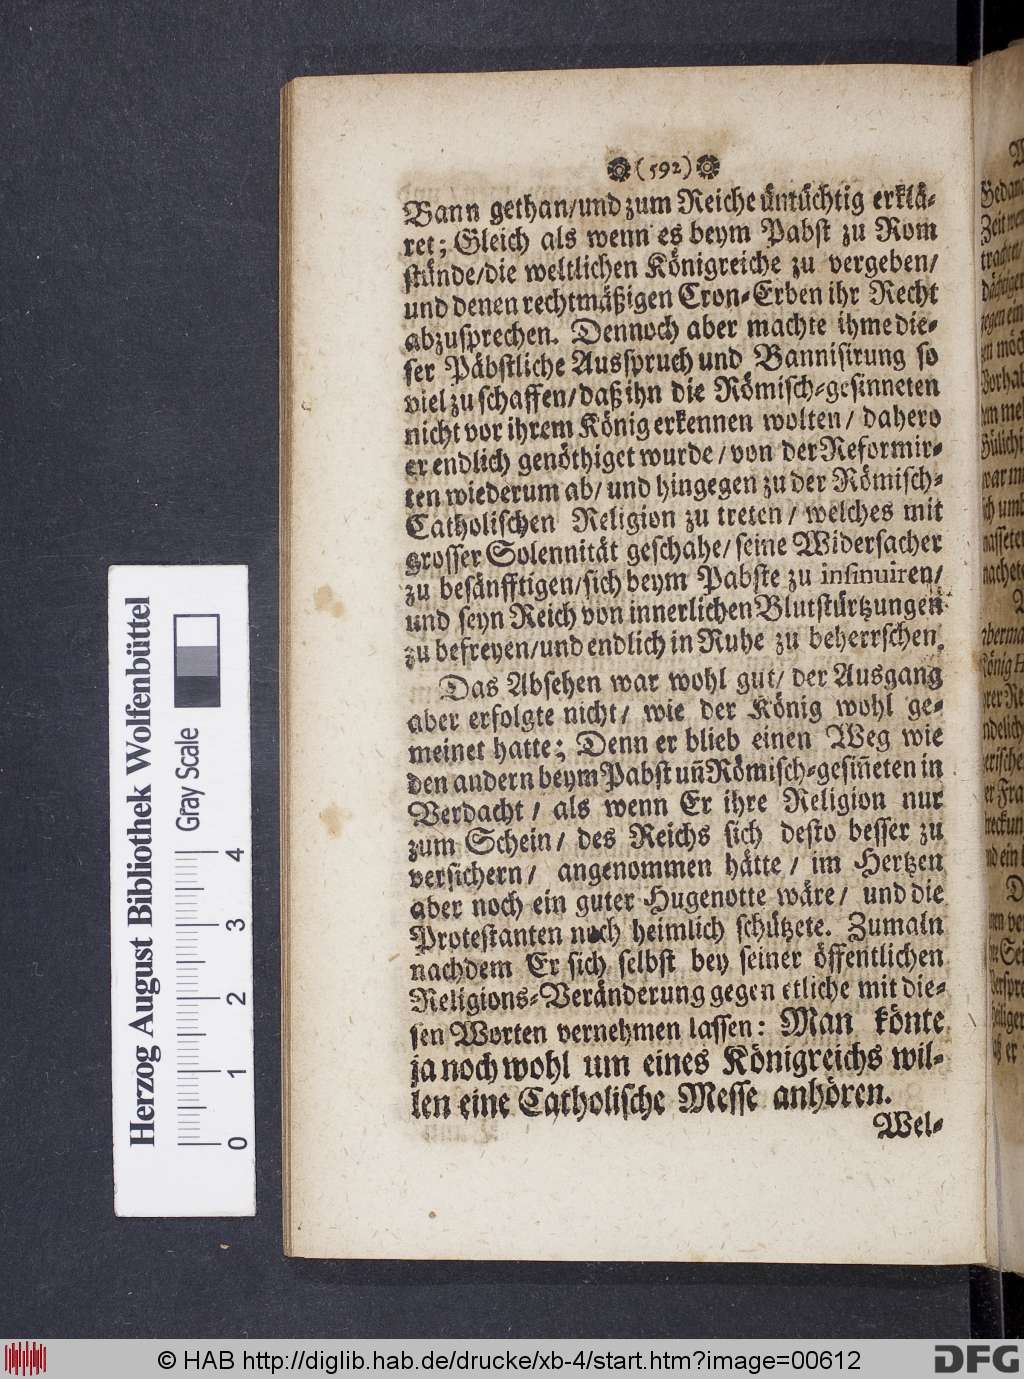 (592)
Bann gethan/und zum Reiche üntüchtig erklä-
ret; Gleich als wenn es beym Pabst zu Rom
stünde/die weltlichen Königreiche zu vergeben/
und denen rechtmäßigen Cron-Erben ihr Recht
abzusprechen. Dennoch aber machte ihme die-
ser Päbstliche Ausspruch und Bannisirung so
viel zu schaffen/daß ihn die Römisch-gesinneten
nicht vor ihrem König erkennen wolten/ dahero
er endlich genöthiget wurde/von der Reformir-
ten wiederum ab/ und hingegen zu der Römisch-
Catholischen Religion zu treten/ welches mit
grosser Solennität geschahe/ seine Widersacher
zu besänfftigen/sich beym Pabste zu insinuiren/
und seyn Reich von innerlichen Blutstürtzungen
zu befreyen/und endlich in Ruhe zu beherrschen.
Das Absehen war wohl gut/ der Ausgang
aber erfolgte nicht/ wie der König wohl ge-
meinet hatte; Denn er blieb einen Weg wie
den andern beym Pabst uñ Römisch-gesiñeten in
Verdacht/ als wenn Er ihre Religion nur
zum Schein/ des Reichs sich desto besser zu
versichern/ angenommen hätte/ im Hertzen
aber noch ein guter Hugenotte wäre/ und die
Protestanten noch heimlich schützete. Zumaln
nachdem Er sich selbst bey seiner öffentlichen
Religions-Veränderung gegen etliche mit die-
sen Worten vernehmen lassen: Man könte
ja noch wohl um eines Königreichs wil-
len eine Catholische Messe anhören.
Wel-
Herzog August Bibliothek Wolfenbüttel
Gray Scale
0 1 2 3 4
© HAB http://diglib.hab.de/drucke/xb-4/start.htm?image=00612
DFG